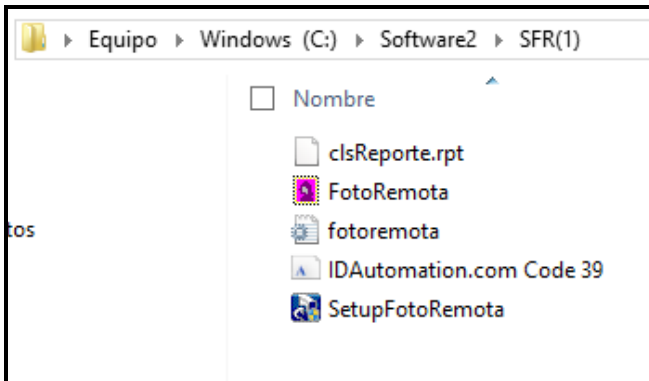 Equipo Windows (C:) Software2 SFR(1)
Nombre
clsReporte.rpt
FotoRemota
tos
fotoremota
IDAutomation.com Code 39
SetupFotoRemota